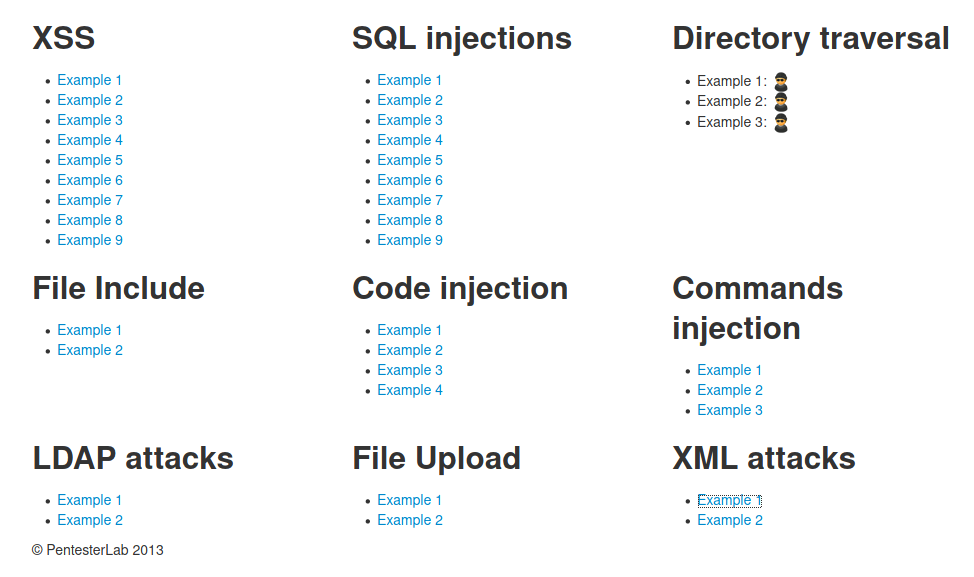 XSS
Example 1
Example 2
Example 3
Example 4
Example 5
Example 6
Example 7
Example 8
Example 9
SQL injections
Example 1
Example 2
Example 3
Example 4
Example 5
Example 6
Example 7
Example 8
Example 9
Directory traversal
Example 1:
Example 2:
Example 3:
File Include
Example 1
Example 2
Code injection
Example 1
Example 2
Example 3
Example 4
Commands
injection
Example 1
Example 2
Example 3
LDAP attacks
Example 1
Example 2
File Upload
Example 1
Example 2
XML attacks
Example 1
Example 2
© PentesterLab 2013